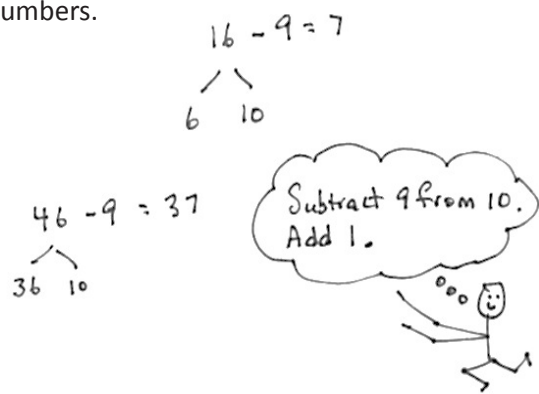 umbers.
16 - 9 = 7
6 10
46 - 9 = 37
36 10
Subtract 9 from 10.
Add 1.